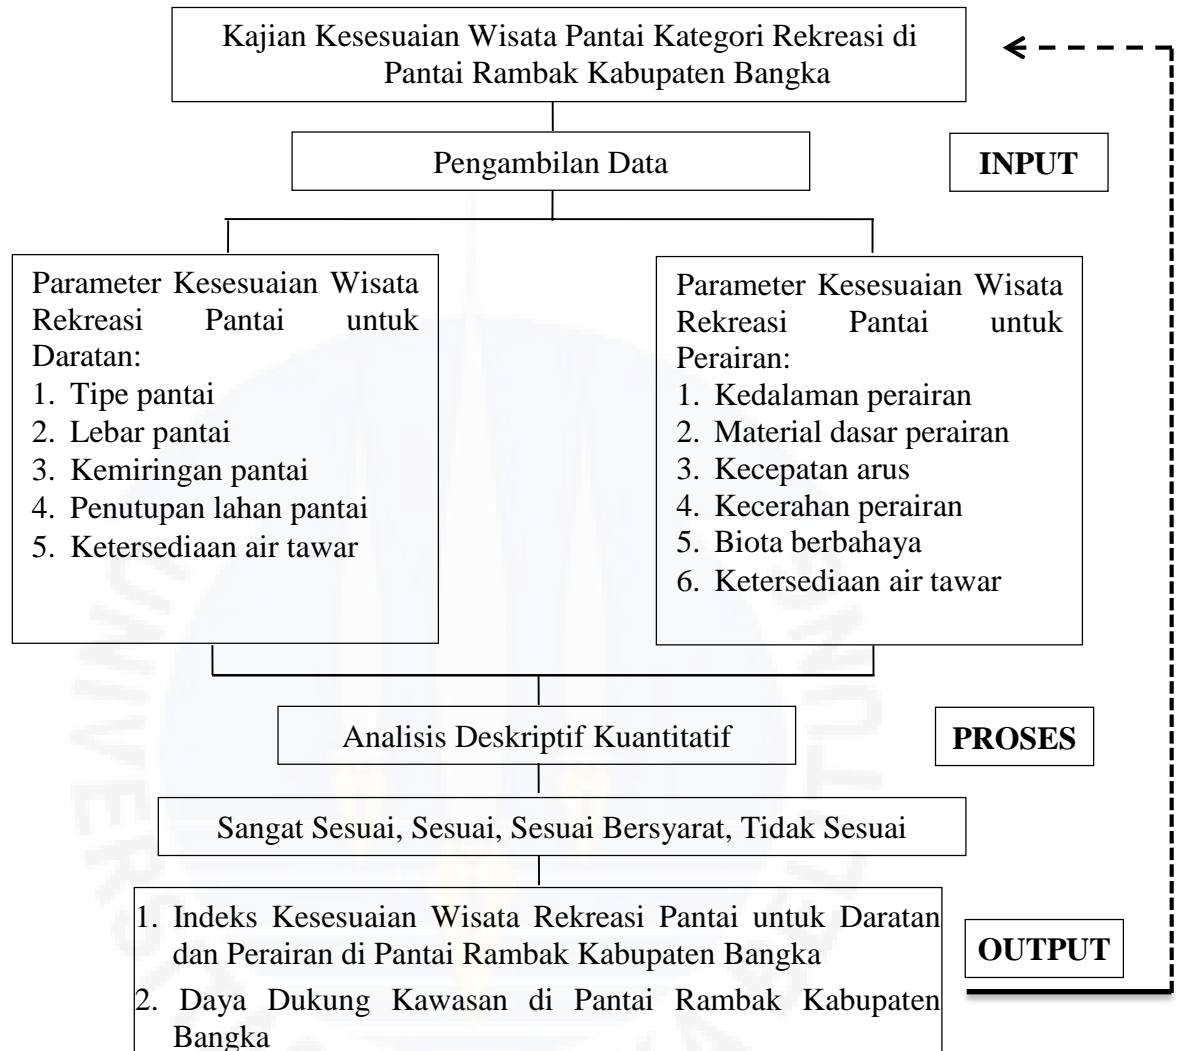 Kajian Kesesuaian Wisata Pantai Kategori Rekreasi di
Pantai Rambak Kabupaten Bangka
Pengambilan Data
INPUT
Parameter Kesesuaian Wisata
Rekreasi Pantai untuk
Daratan:
1. Tipe pantai
2. Lebar pantai
3. Kemiringan pantai
4. Penutupan lahan pantai
5. Ketersediaan air tawar
Parameter Kesesuaian Wisata
Rekreasi Pantai untuk
Perairan:
1. Kedalaman perairan
2. Material dasar perairan
3. Kecepatan arus
4. Kecerahan perairan
5. Biota berbahaya
6. Ketersediaan air tawar
Analisis Deskriptif Kuantitatif
PROSES
Sangat Sesuai, Sesuai, Sesuai Bersyarat, Tidak Sesuai
1. Indeks Kesesuaian Wisata Rekreasi Pantai untuk Daratan
dan Perairan di Pantai Rambak Kabupaten Bangka
2. Daya Dukung Kawasan di Pantai Rambak Kabupaten
Bangka
OUTPUT